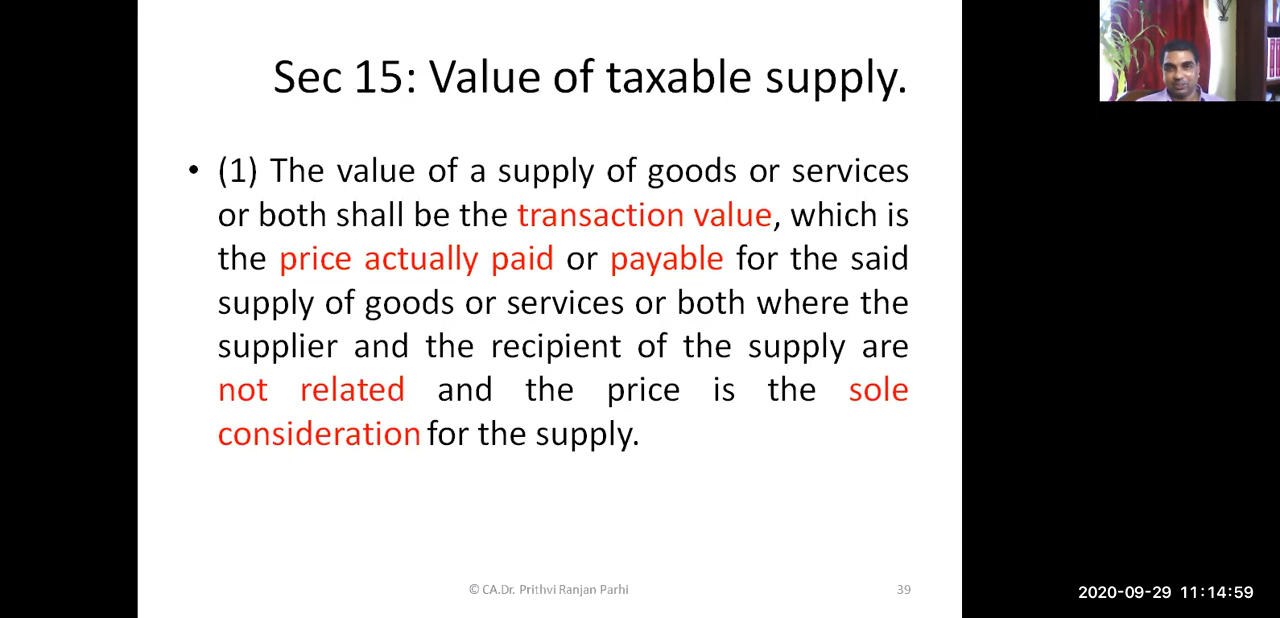 Sec 15: Value of taxable supply.
• (1) The value of a supply of goods or services
or both shall be the transaction value, which is
the price actually paid or payable for the said
supply of goods or services or both where the
supplier and the recipient of the supply are
not related and the price is the sole
consideration for the supply.
© CA.Dr. Prithvi Ranjan Parhi
39
2020-09-29 11:14:59